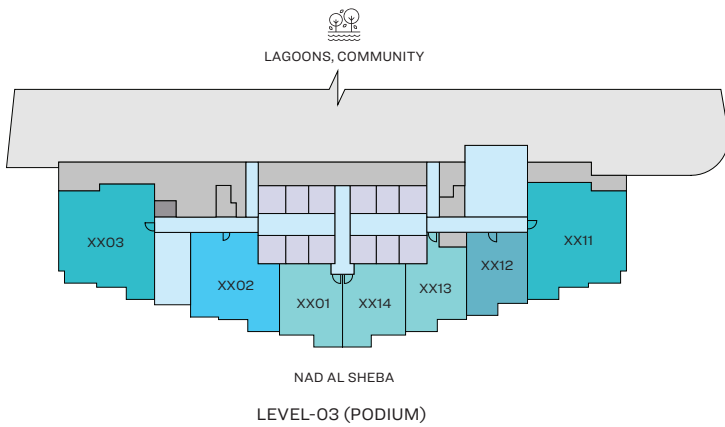 LAGOONS, COMMUNITY
XX03
XX02
XX01
XX14
XX13
XX12
XX11
NAD AL SHEBA
LEVEL-03 (PODIUM)